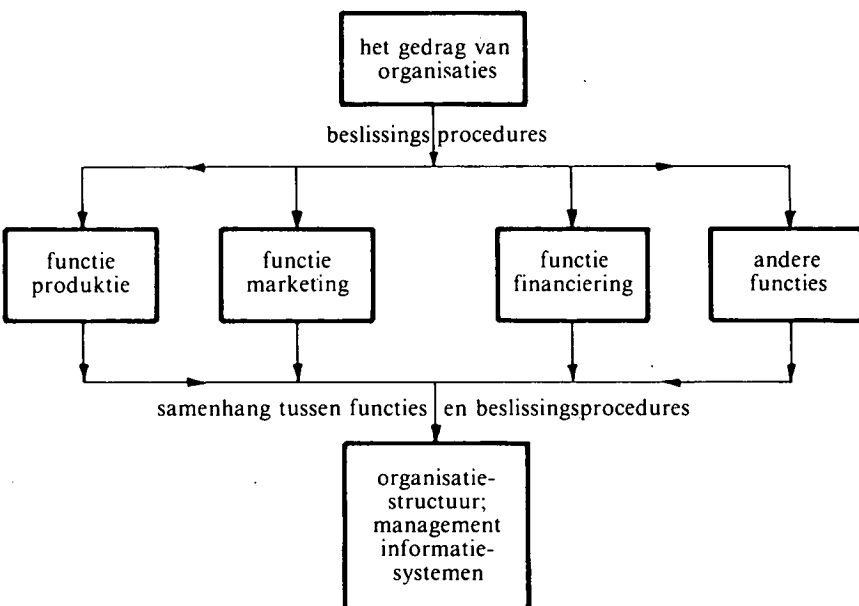 het gedrag van
organisaties
beslissings procedures
functie
produktie
functie
marketing
functie
financiering
andere
functies
samenhang tussen functies en beslissingsprocedures
organisatie-
structuur;
management
informatie-
systemen